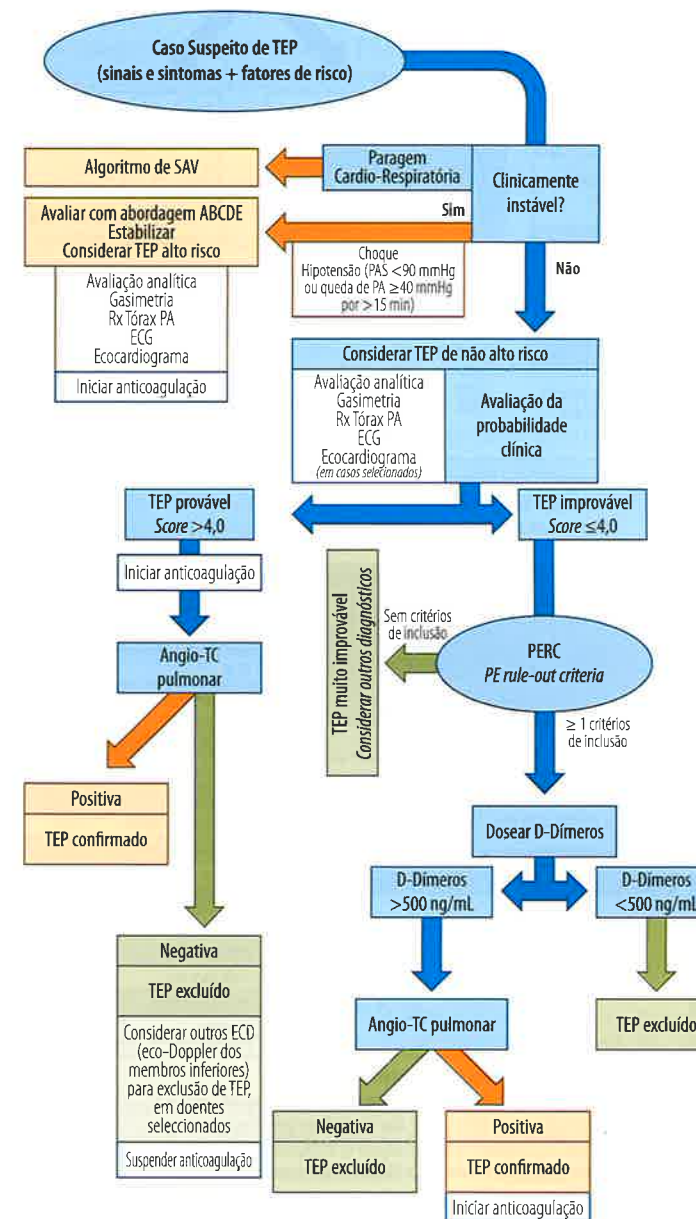 Caso Suspeito de TEP
(sinais e sintomas + fatores de risco)
Algoritmo de SAV
Paragem
Cardio-Respiratória
Clinicamente
instável?
Sim
Não
Avaliar com abordagem ABCDE
Estabilizar
Considerar TEP alto risco
Avaliação analítica
Gasimetria
Rx Tórax PA
ECG
Ecocardiograma
Iniciar anticoagulação
Choque
Hipotensão (PAS <90 mmHg
ou queda de PA ≥40 mmHg
por >15 min)
Considerar TEP de não alto risco
Avaliação analítica
Gasimetria
Rx Tórax PA
ECG
Ecocardiograma
(em casos selecionados)
Avaliação da
probabilidade
clínica
TEP provável
Score >4,0
TEP improvável
Score ≤4,0
Iniciar anticoagulação
Angio-TC
pulmonar
TEP muito improvável
Considerar outros diagnósticos
Sem critérios
de inclusão
PERC
PE rule-out criteria
≥ 1 critérios
de inclusão
Positiva
TEP confirmado
Dosear D-Dímeros
D-Dímeros
>500 ng/mL
D-Dímeros
<500 ng/mL
Negativa
TEP excluído
Considerar outros ECD
(eco-Doppler dos
membros inferiores)
para exclusão de TEP,
em doentes
seleccionados
Suspender anticoagulação
Angio-TC pulmonar
TEP excluído
Negativa
TEP excluído
Positiva
TEP confirmado
Iniciar anticoagulação